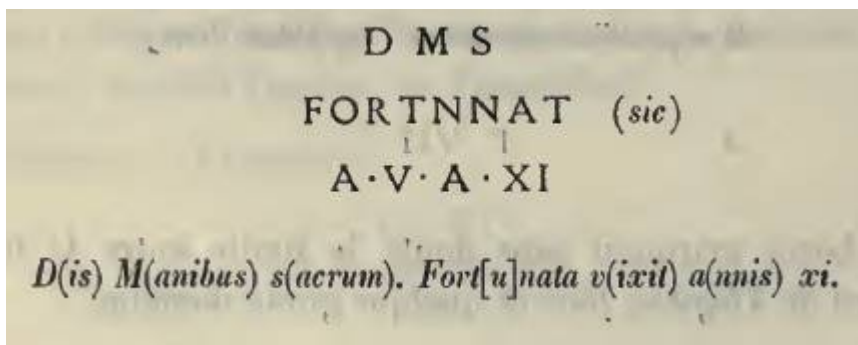 D M S
FORTNNAT (sic)
A·V·A·XI
D(is) M(anibus) s(acrum). Fort[u]nata v(ixit) a(nnis) xi.